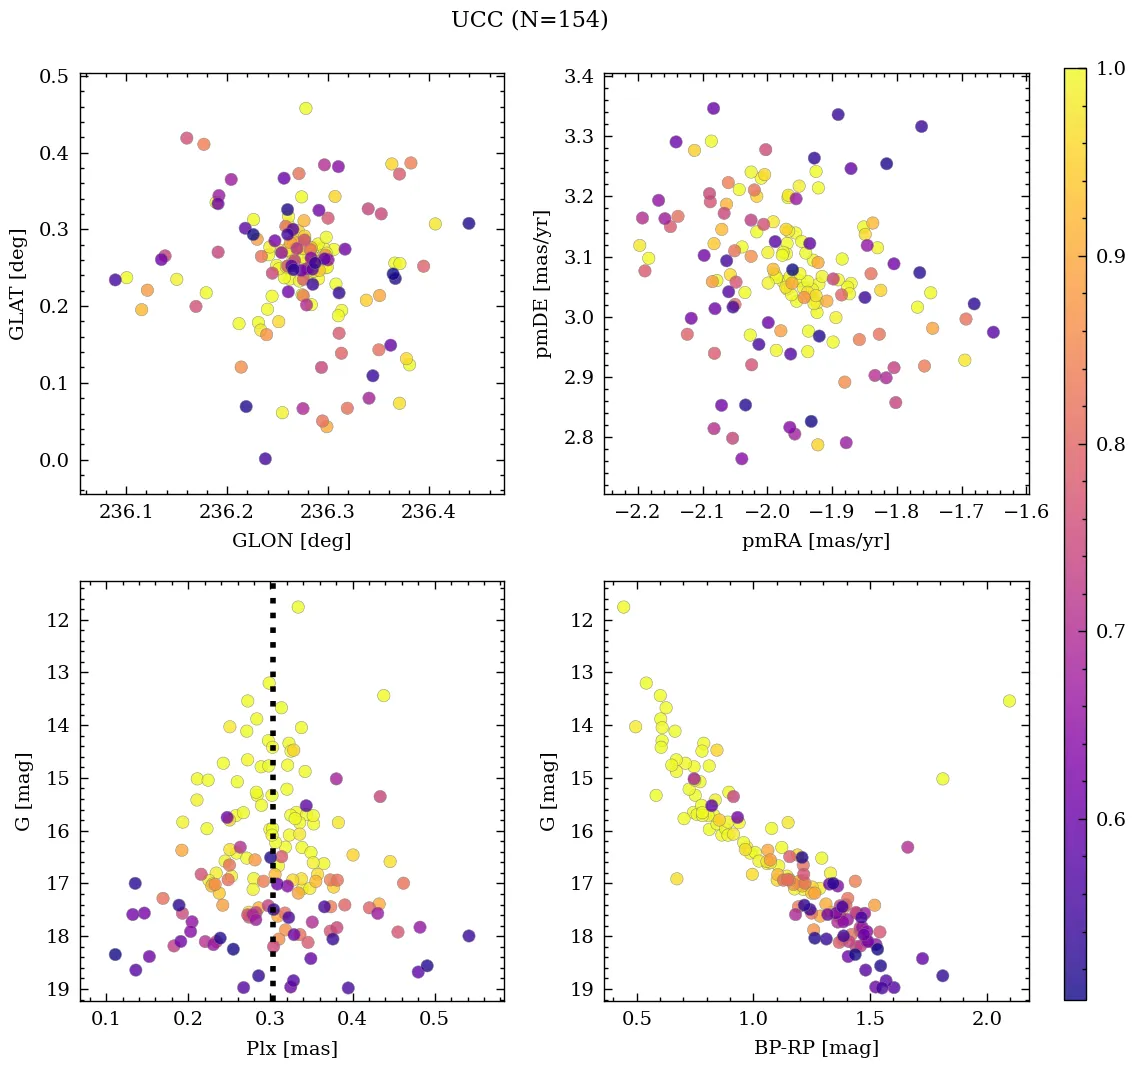 UCC (N=154)
0.5
0.4
0.3
0.2
0.1
0.0
GLAT [deg]
236.1 236.2 236.3 236.4
GLON [deg]
3.4
3.3
3.2
3.1
3.0
2.9
2.8
pmDE [mas/yr]
−2.2 −2.1 −2.0 −1.9 −1.8 −1.7 −1.6
pmRA [mas/yr]
12
13
14
15
16
17
18
19
G [mag]
0.1 0.2 0.3 0.4 0.5
Plx [mas]
12
13
14
15
16
17
18
19
G [mag]
0.5 1.0 1.5 2.0
BP-RP [mag]
1.0
0.9
0.8
0.7
0.6